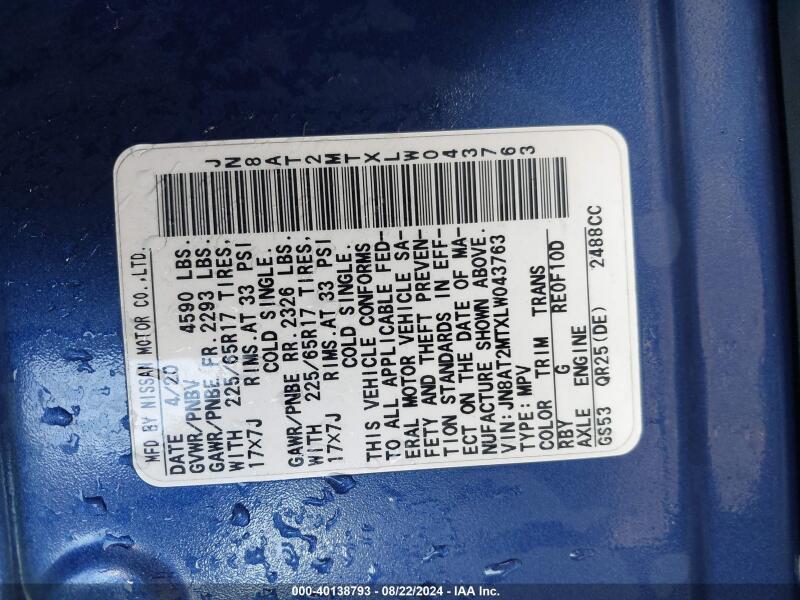 JN8AT2MTXLW043763
MFD BY NISSAN MOTOR CO.,LTD.
DATE 4/20
GVWR/PNBV 4590 LBS.
GAWR/PNBE FR. 2293 LBS.
WITH 225/65R17 TIRES,
17X7J RIMS.AT 33 PSI
COLD SINGLE.
GAWR/PNBE RR. 2326 LBS.
WITH 225/65R17 TIRES,
17X7J RIMS.AT 33 PSI
COLD SINGLE.
THIS VEHICLE CONFORMS
TO ALL APPLICABLE FED-
ERAL MOTOR VEHICLE SA-
FETY AND THEFT PREVEN-
TION STANDARDS IN EFF-
ECT ON THE DATE OF MA-
NUFACTURE SHOWN ABOVE.
VIN: JN8AT2MTXLW043763
TYPE: MPV
COLOR TRIM TRANS
RBY G RE0F10D
AXLE ENGINE
GS53 QR25(DE) 2488CC
000-40138793 - 08/22/2024 - IAA Inc.